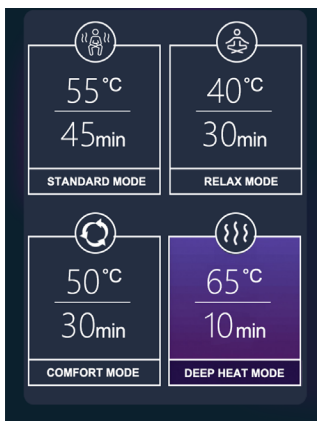 55°C
45min
STANDARD MODE
40°C
30min
RELAX MODE
50°C
30min
COMFORT MODE
65°C
10min
DEEP HEAT MODE